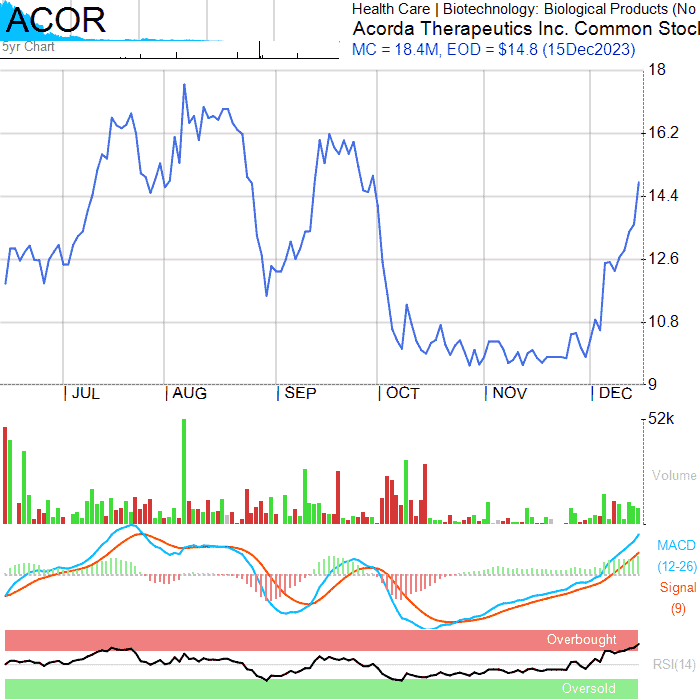 ACOR
5yr Chart
Health Care | Biotechnology: Biological Products (No
Acorda Therapeutics Inc. Common Stoc
MC = 18.4M, EOD = $14.8 (15Dec2023)
18
16.2
14.4
12.6
10.8
9
JUL AUG SEP OCT NOV DEC
52k
Volume
MACD
(12-26)
Signal
(9)
Overbought
RSI(14)
Oversold